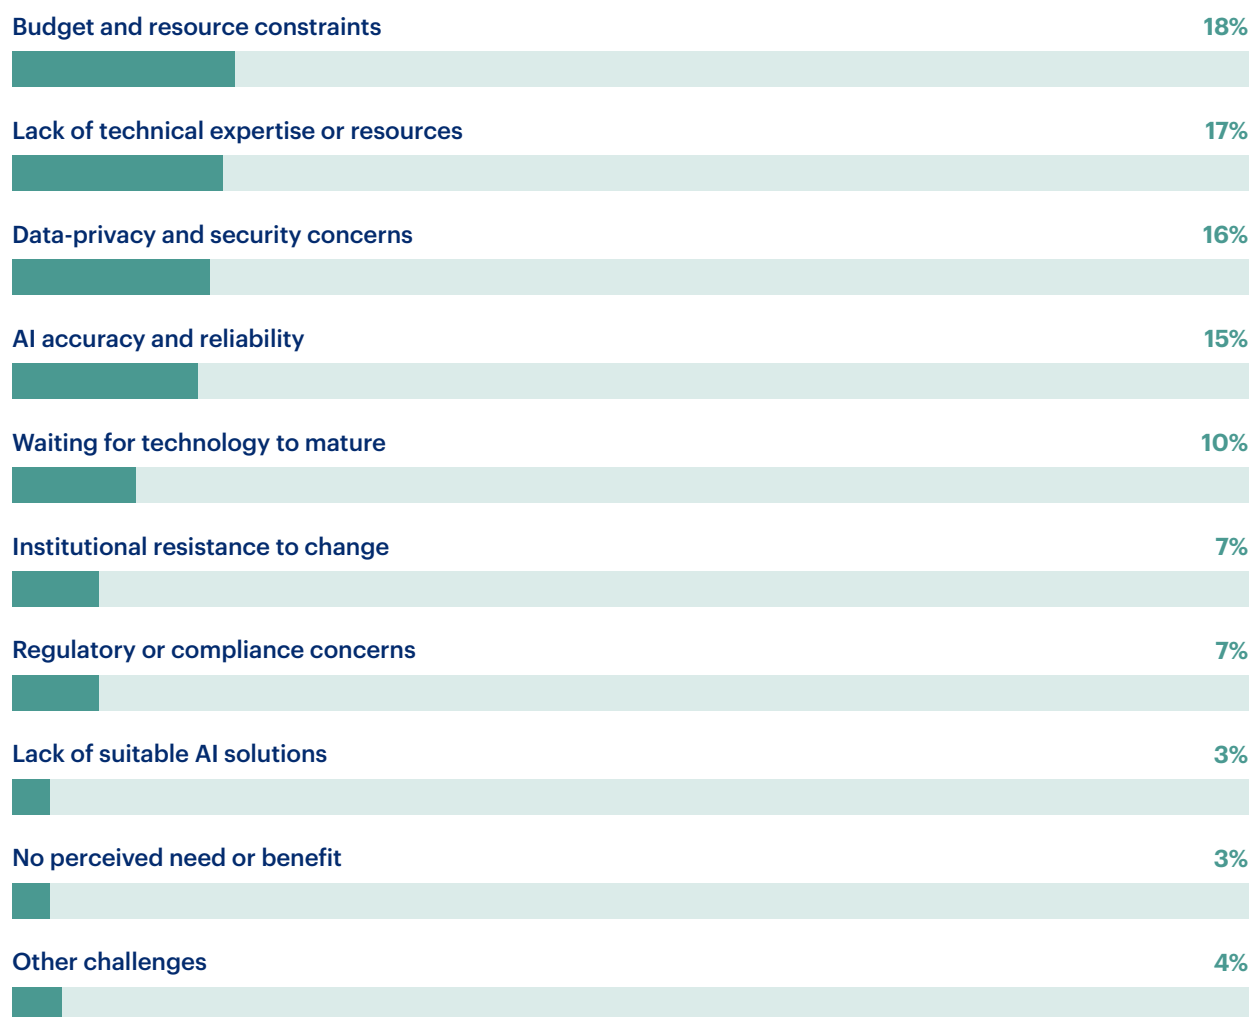 Budget and resource constraints 18%
Lack of technical expertise or resources 17%
Data-privacy and security concerns 16%
AI accuracy and reliability 15%
Waiting for technology to mature 10%
Institutional resistance to change 7%
Regulatory or compliance concerns 7%
Lack of suitable AI solutions 3%
No perceived need or benefit 3%
Other challenges 4%